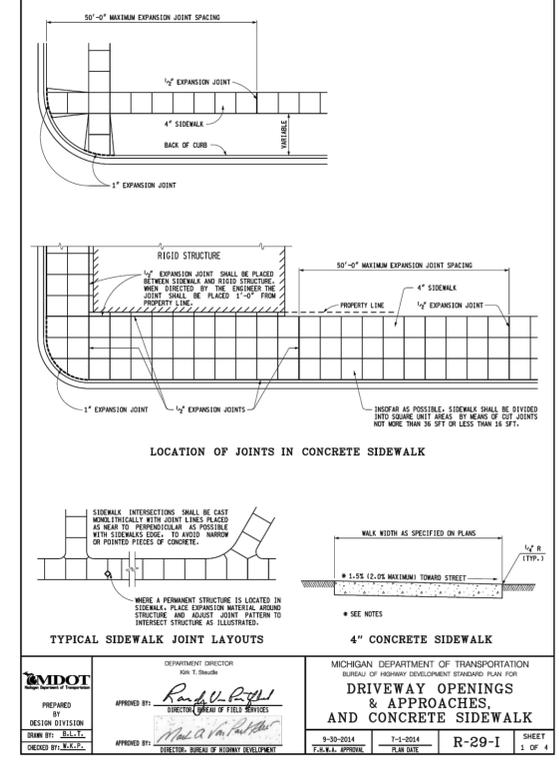 50'-0" MAXIMUM EXPANSION JOINT SPACING
1/2" EXPANSION JOINT
4" SIDEWALK
VARIABLE
BACK OF CURB
1" EXPANSION JOINT
RIGID STRUCTURE
1/2" EXPANSION JOINT SHALL BE PLACED
BETWEEN SIDEWALK AND RIGID STRUCTURE.
WHEN DIRECTED BY THE ENGINEER THE
JOINT SHALL BE PLACED 1'-0" FROM
PROPERTY LINE.
50'-0" MAXIMUM EXPANSION JOINT SPACING
4" SIDEWALK
PROPERTY LINE
1/2" EXPANSION JOINT
1" EXPANSION JOINT
1/2" EXPANSION JOINTS
INSOFAR AS POSSIBLE, SIDEWALK SHALL BE DIVIDED
INTO SQUARE UNIT AREAS BY MEANS OF CUT JOINTS
NOT MORE THAN 36 SFT OR LESS THAN 16 SFT.
LOCATION OF JOINTS IN CONCRETE SIDEWALK
SIDEWALK INTERSECTIONS SHALL BE CAST
MONOLITHICALLY WITH JOINT LINES PLACED
AS NEAR TO PERPENDICULAR AS POSSIBLE
WITH SIDEWALKS EDGE, TO AVOID NARROW
OR POINTED PIECES OF CONCRETE.
WHERE A PERMANENT STRUCTURE IS LOCATED IN
SIDEWALK, PLACE EXPANSION MATERIAL AROUND
STRUCTURE AND ADJUST JOINT PATTERN TO
INTERSECT STRUCTURE AS ILLUSTRATED.
TYPICAL SIDEWALK JOINT LAYOUTS
WALK WIDTH AS SPECIFIED ON PLANS
1/4" R
(TYP.)
* 1.5% (2.0% MAXIMUM) TOWARD STREET
* SEE NOTES
4" CONCRETE SIDEWALK
MDOT
Michigan Department of Transportation
PREPARED
BY
DESIGN DIVISION
DRAWN BY: B.L.T.
CHECKED BY: W.K.P.
DEPARTMENT DIRECTOR
Kirk T. Steudle
APPROVED BY:
DIRECTOR, BUREAU OF FIELD SERVICES
APPROVED BY:
DIRECTOR, BUREAU OF HIGHWAY DEVELOPMENT
MICHIGAN DEPARTMENT OF TRANSPORTATION
BUREAU OF HIGHWAY DEVELOPMENT STANDARD PLAN FOR
DRIVEWAY OPENINGS
& APPROACHES,
AND CONCRETE SIDEWALK
9-30-2014
F.H.W.A. APPROVAL
7-1-2014
PLAN DATE
R-29-I
SHEET
1 OF 4